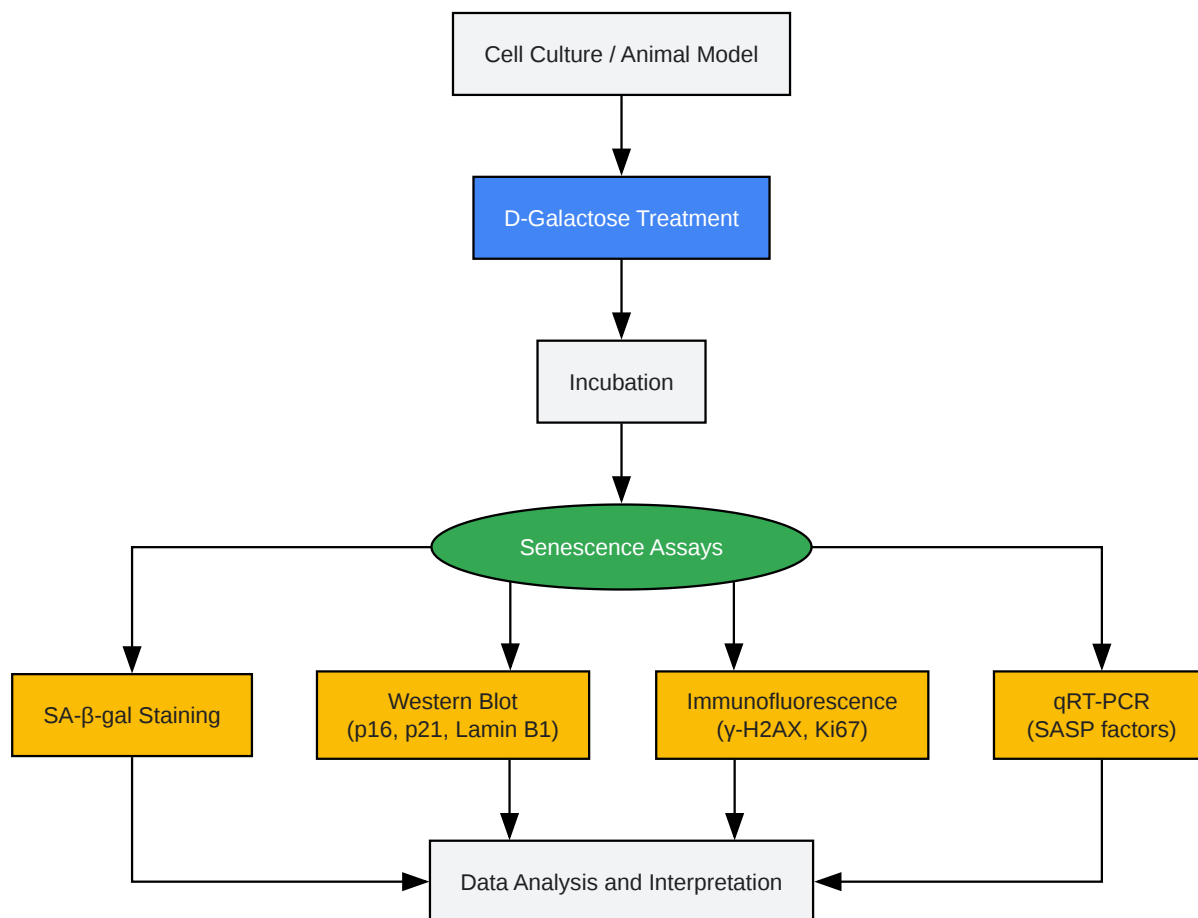 Cell Culture / Animal Model
D-Galactose Treatment
Incubation
Senescence Assays
SA-β-gal Staining
Western Blot
(p16, p21, Lamin B1)
Immunofluorescence
(γ-H2AX, Ki67)
qRT-PCR
(SASP factors)
Data Analysis and Interpretation